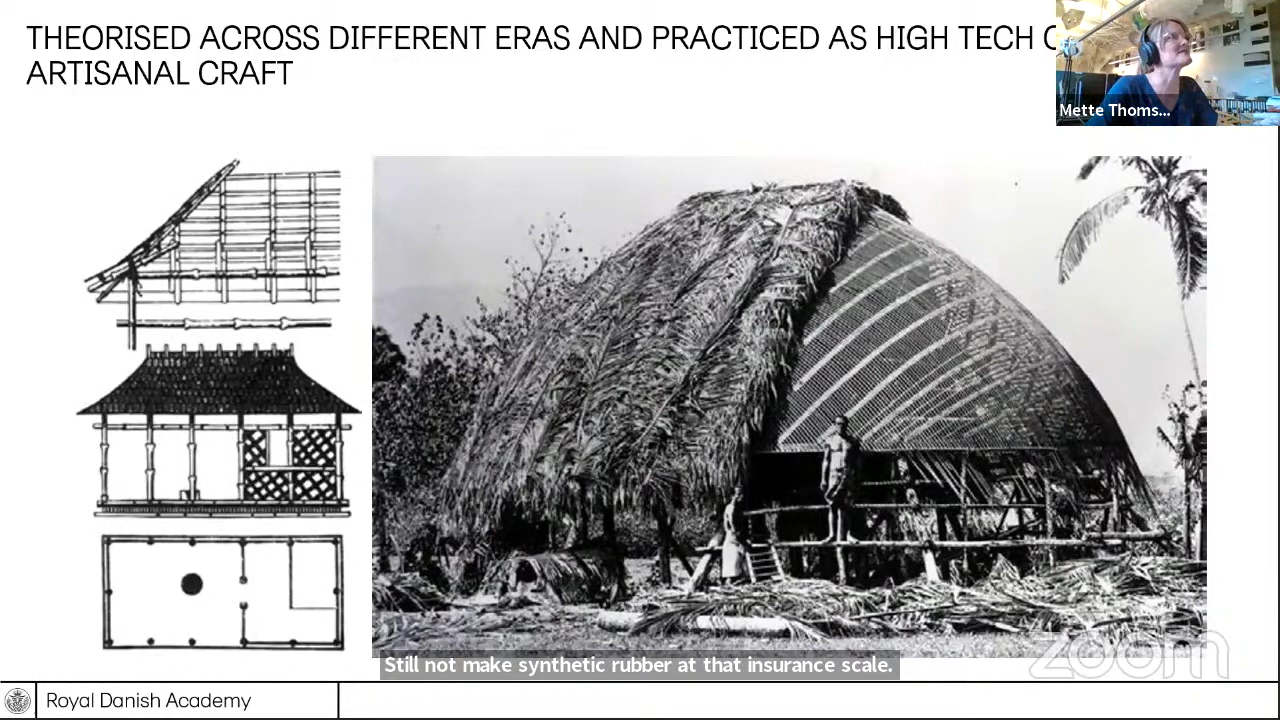 THEORISED ACROSS DIFFERENT ERAS AND PRACTICED AS HIGH TECH
ARTISANAL CRAFT
Mette Thoms...
Still not make synthetic rubber at that insurance scale.
zoom
Royal Danish Academy